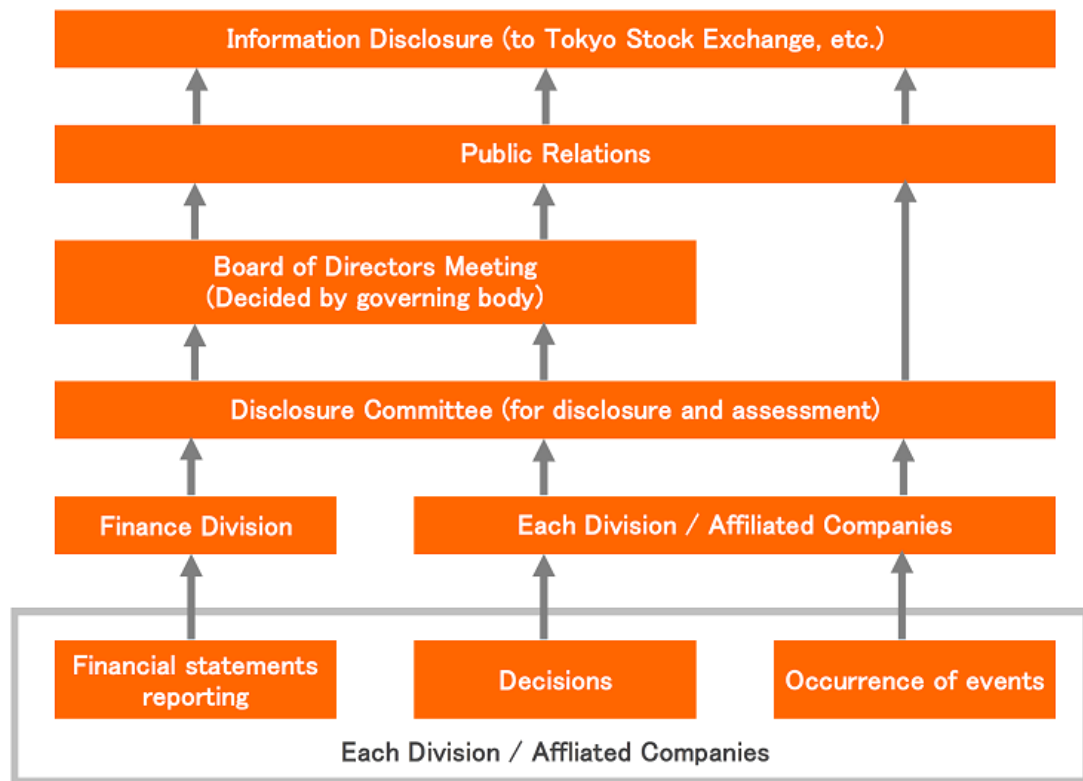 Information Disclosure (to Tokyo Stock Exchange, etc.)
Public Relations
Board of Directors Meeting
(Decided by governing body)
Disclosure Committee (for disclosure and assessment)
Finance Division
Each Division / Affiliated Companies
Financial statements
reporting
Decisions
Occurrence of events
Each Division / Affliated Companies